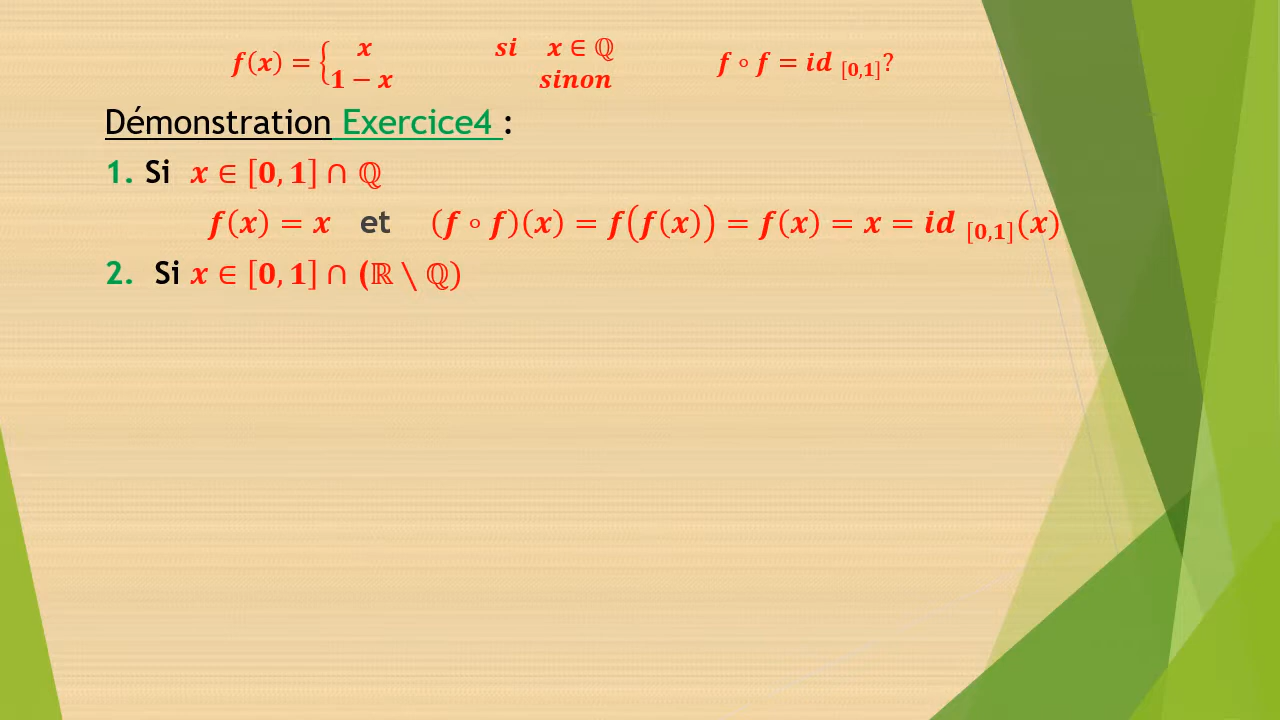 f(x) = { x si x ∈ ℚ
1 − x sinon
f ∘ f = id [0,1]?
Démonstration Exercice4 :
1. Si x ∈ [0, 1] ∩ ℚ
f(x) = x et (f ∘ f)(x) = f(f(x)) = f(x) = x = id [0,1](x)
2. Si x ∈ [0, 1] ∩ (ℝ \ ℚ)